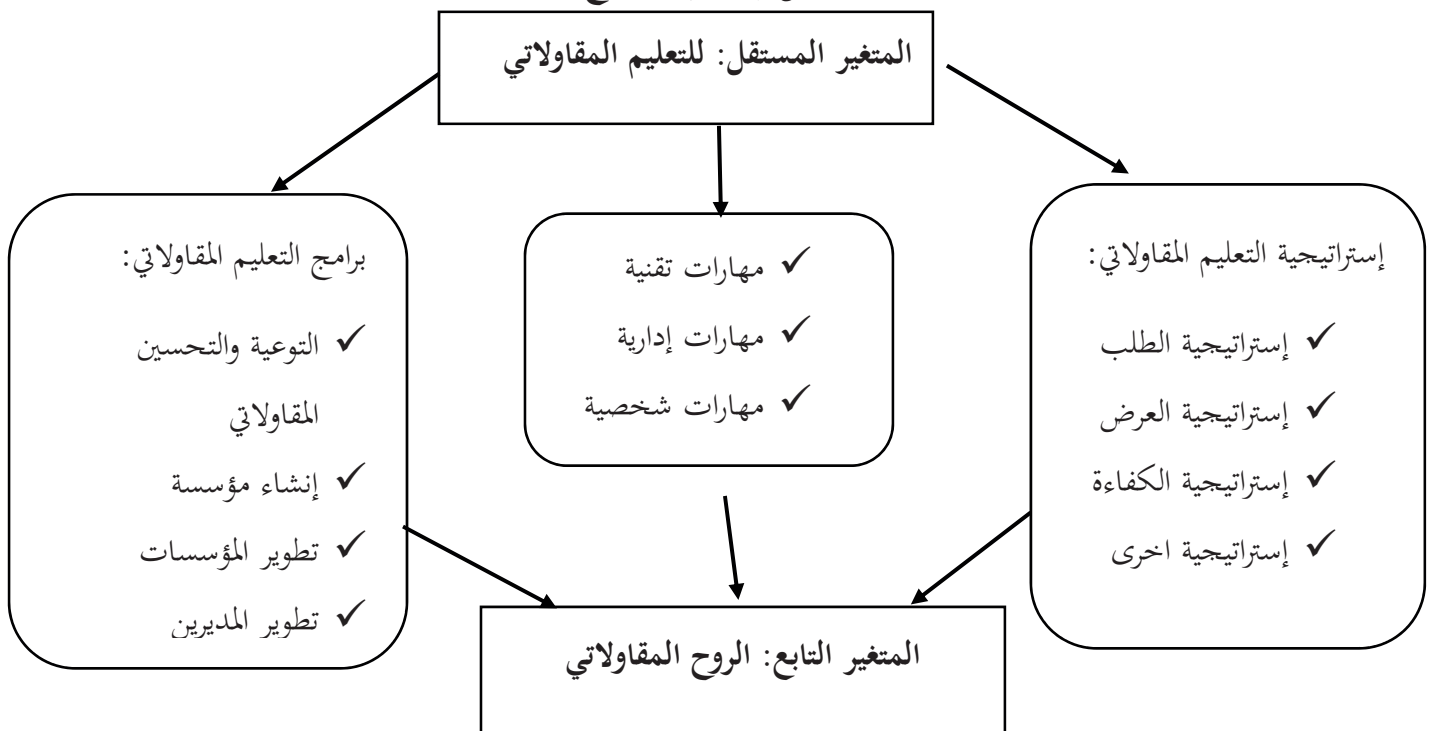 المتغير المستقل: للتعليم المقاولاتي
إستراتيجية التعليم المقاولاتي:
✓ إستراتيجية الطلب
✓ إستراتيجية العرض
✓ إستراتيجية الكفاءة
✓ إستراتيجية اخرى
✓ مهارات تقنية
✓ مهارات إدارية
✓ مهارات شخصية
برامج التعليم المقاولاتي:
✓ التوعية والتحسين
المقاولاتي
✓ إنشاء مؤسسة
✓ تطوير المؤسسات
✓ تطوير المديرين
المتغير التابع: الروح المقاولاتي